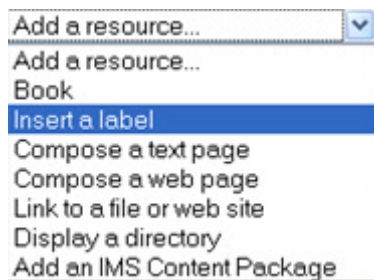 Add a resource...
Add a resource...
Book
Insert a label
Compose a text page
Compose a web page
Link to a file or web site
Display a directory
Add an IMS Content Package